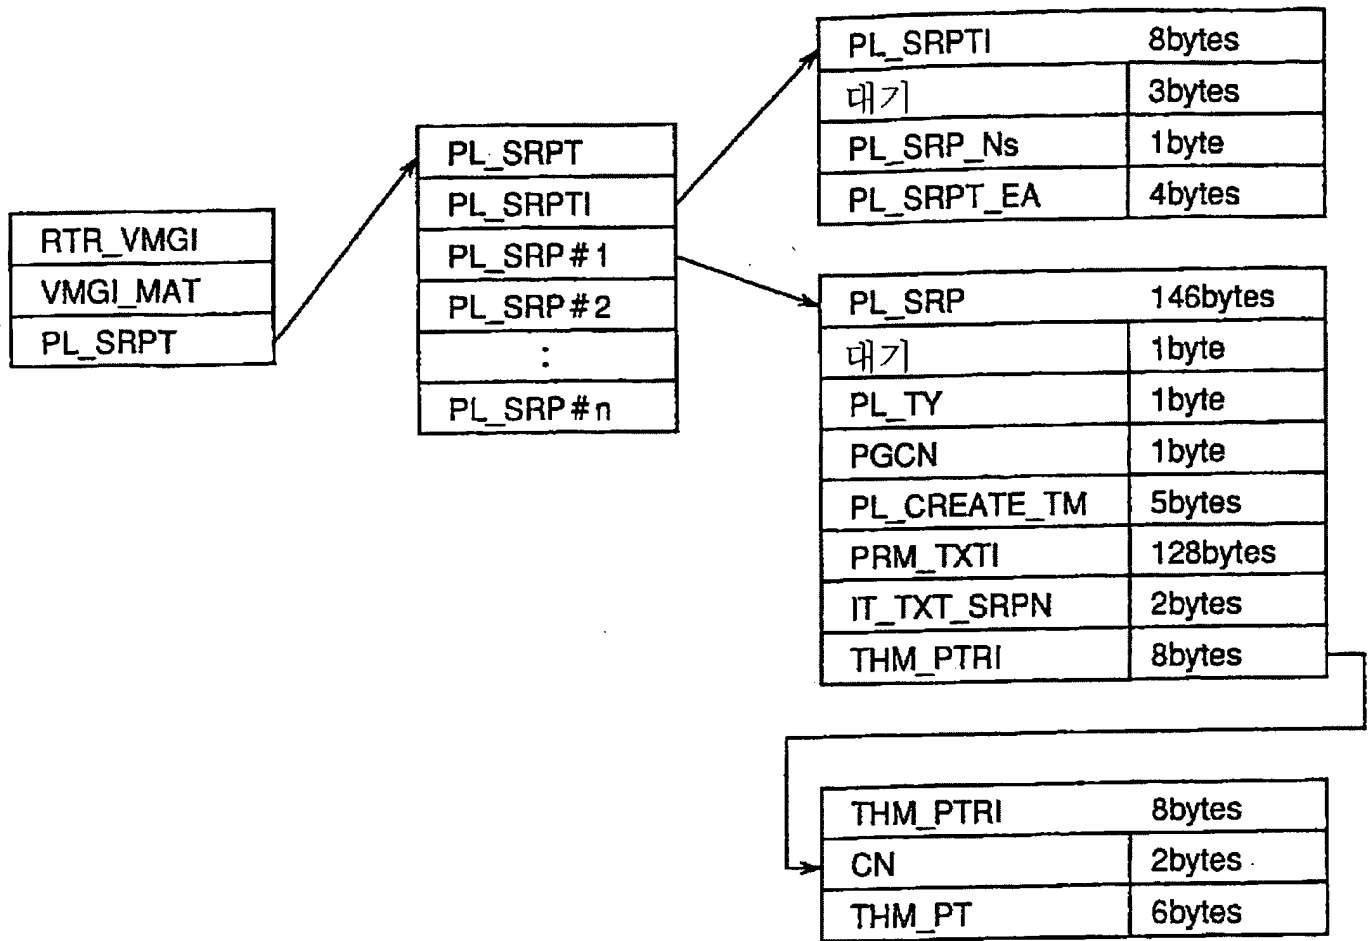 RTR_VMGI
VMGI_MAT
PL_SRPT
PL_SRPT
PL_SRPTI
PL_SRP#1
PL_SRP#2
:
PL_SRP#n
PL_SRPTI 8bytes
대기 3bytes
PL_SRP_Ns 1byte
PL_SRPT_EA 4bytes
PL_SRP 146bytes
대기 1byte
PL_TY 1byte
PGCN 1byte
PL_CREATE_TM 5bytes
PRM_TXTI 128bytes
IT_TXT_SRPN 2bytes
THM_PTRI 8bytes
THM_PTRI 8bytes
CN 2bytes
THM_PT 6bytes